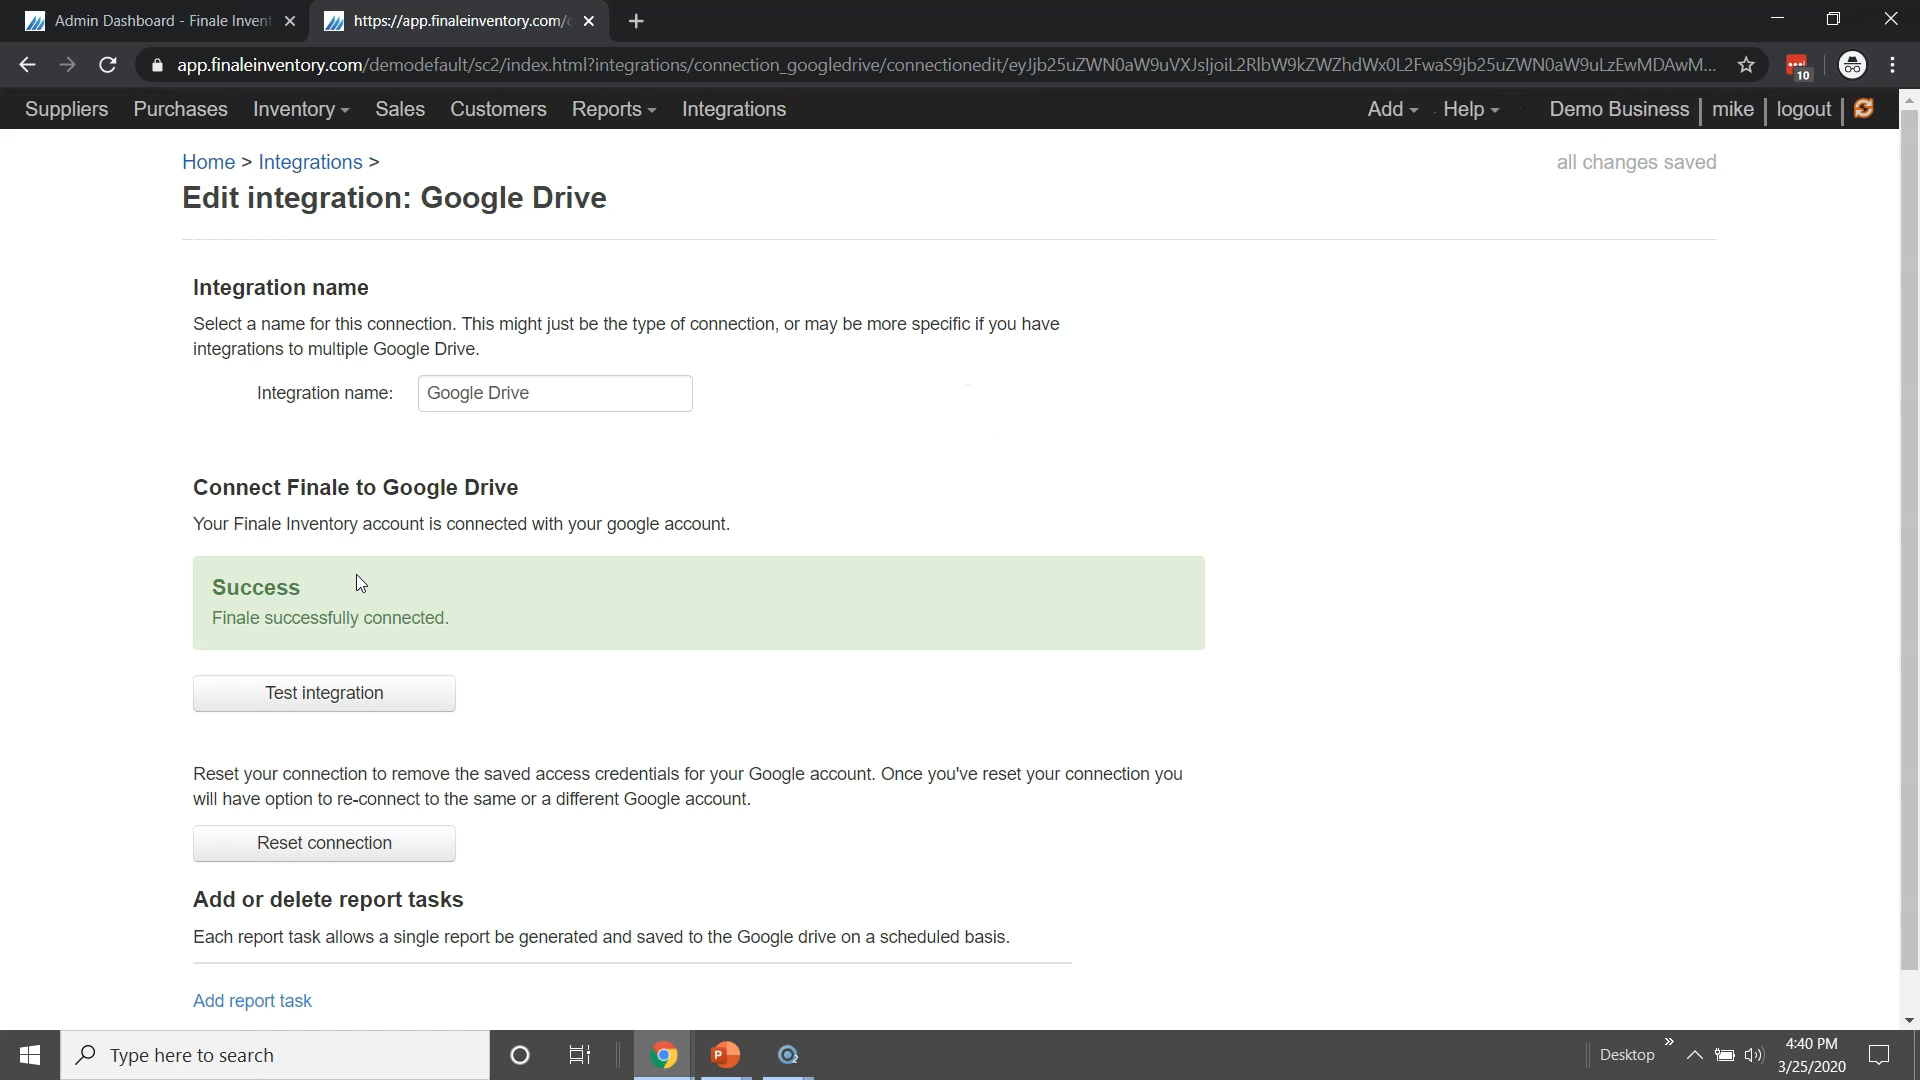 Admin Dashboard - Finale Invent
https://app.finaleinventory.com/
app.finaleinventory.com/demodefault/sc2/index.html?integrations/connection_googledrive/connectionedit/eyJjb25uZWN0aW9uVXJsIjoiL2RlbW9kZWZhdWx0L2FwaS9jb25uZWN0aW9uLzEwMDAwM...
10
Suppliers Purchases Inventory Sales Customers Reports Integrations Add Help Demo Business mike logout
Home > Integrations >
all changes saved
Edit integration: Google Drive
Integration name
Select a name for this connection. This might just be the type of connection, or may be more specific if you have
integrations to multiple Google Drive.
Integration name: Google Drive
Connect Finale to Google Drive
Your Finale Inventory account is connected with your google account.
Success
Finale successfully connected.
Test integration
Reset your connection to remove the saved access credentials for your Google account. Once you've reset your connection you
will have option to re-connect to the same or a different Google account.
Reset connection
Add or delete report tasks
Each report task allows a single report be generated and saved to the Google drive on a scheduled basis.
Add report task
Type here to search
Desktop
4:40 PM
3/25/2020